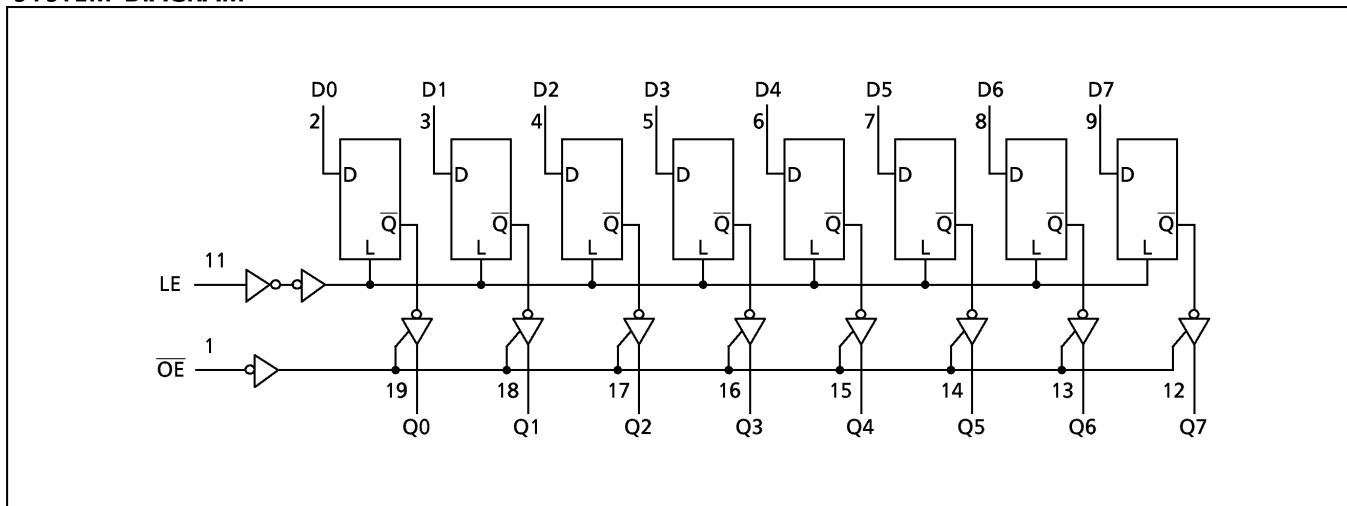 SYSTEM DIAGRAM
D0 D1 D2 D3 D4 D5 D6 D7
2 3 4 5 6 7 8 9
D D D D D D D D
Q̅ Q̅ Q̅ Q̅ Q̅ Q̅ Q̅ Q̅
L L L L L L L L
11
LE
1
O̅E̅
19 18 17 16 15 14 13 12
Q0 Q1 Q2 Q3 Q4 Q5 Q6 Q7